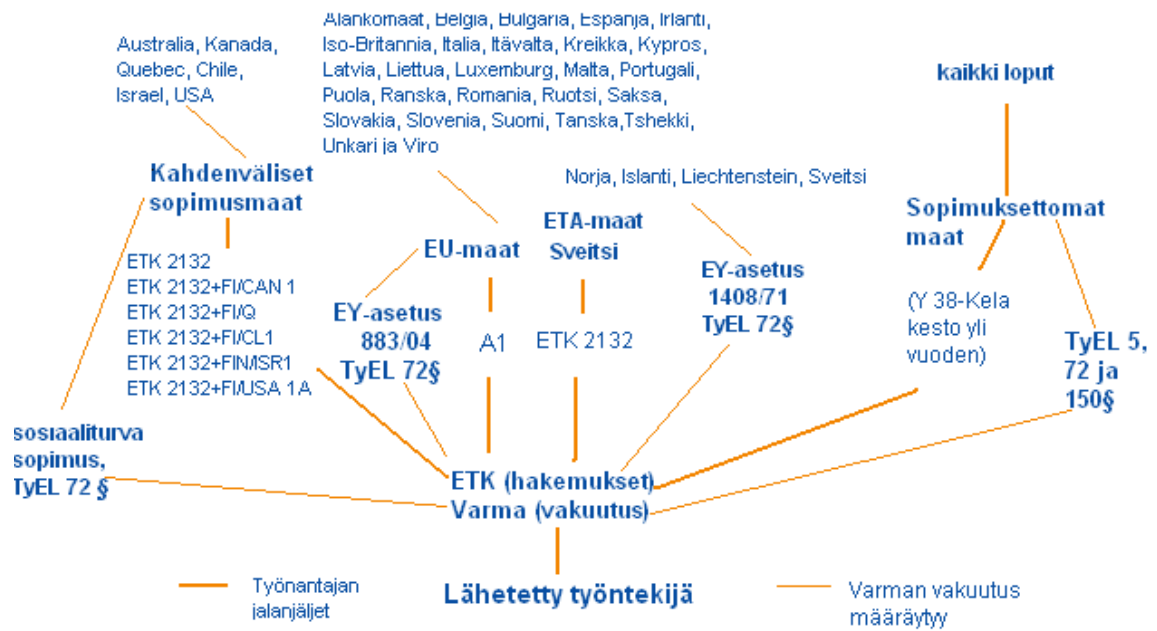 Alankomaat, Belgia, Bulgaria, Espanja, Irlanti,
Iso-Britannia, Italia, Itävalta, Kreikka, Kypros,
Latvia, Liettua, Luxemburg, Malta, Portugali,
Puola, Ranska, Romania, Ruotsi, Saksa,
Slovakia, Slovenia, Suomi, Tanska,Tshekki,
Unkari ja Viro
Australia, Kanada,
Quebec, Chile,
Israel, USA
kaikki loput
Kahdenväliset
sopimusmaat
Norja, Islanti, Liechtenstein, Sveitsi
Sopimuksettomat
maat
ETA-maat
Sveitsi
EU-maat
ETK 2132
ETK 2132+FI/CAN 1
ETK 2132+FI/Q
ETK 2132+FI/CL1
ETK 2132+FIN/ISR1
ETK 2132+FI/USA 1A
EY-asetus
883/04
TyEL 72§
A1
ETK 2132
EY-asetus
1408/71
TyEL 72§
(Y 38-Kela
kesto yli
vuoden)
TyEL 5,
72 ja
150§
sosiaaliturva
sopimus,
TyEL 72 §
ETK (hakemukset)
Varma (vakuutus)
Lähetetty työntekijä
Työnantajan
jalanjäljet
Varman vakuutus
määräytyy